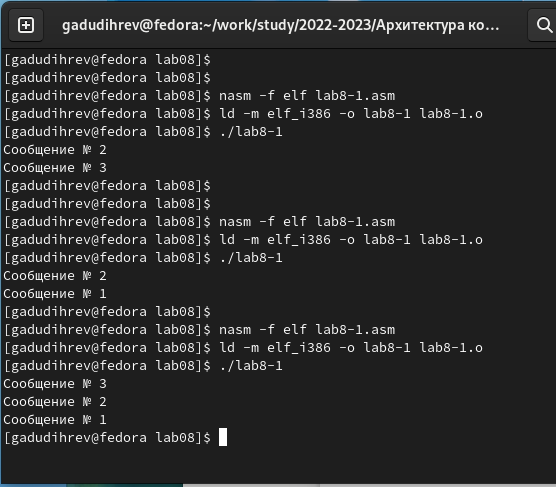 gadudihrev@fedora:~/work/study/2022-2023/Архитектура ко...
[gadudihrev@fedora lab08]$
[gadudihrev@fedora lab08]$
[gadudihrev@fedora lab08]$ nasm -f elf lab8-1.asm
[gadudihrev@fedora lab08]$ ld -m elf_i386 -o lab8-1 lab8-1.o
[gadudihrev@fedora lab08]$ ./lab8-1
Сообщение № 2
Сообщение № 3
[gadudihrev@fedora lab08]$
[gadudihrev@fedora lab08]$
[gadudihrev@fedora lab08]$ nasm -f elf lab8-1.asm
[gadudihrev@fedora lab08]$ ld -m elf_i386 -o lab8-1 lab8-1.o
[gadudihrev@fedora lab08]$ ./lab8-1
Сообщение № 2
Сообщение № 1
[gadudihrev@fedora lab08]$
[gadudihrev@fedora lab08]$ nasm -f elf lab8-1.asm
[gadudihrev@fedora lab08]$ ld -m elf_i386 -o lab8-1 lab8-1.o
[gadudihrev@fedora lab08]$ ./lab8-1
Сообщение № 3
Сообщение № 2
Сообщение № 1
[gadudihrev@fedora lab08]$